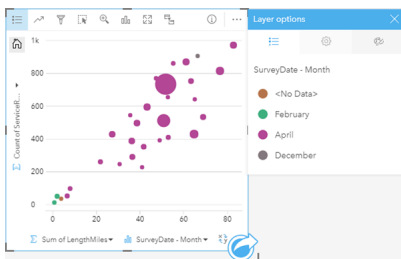 Layer options
1k
800
600
400
200
0
Count of ServiceR...
0
20
40
60
80
Sum of LengthMiles
SurveyDate - Month
SurveyDate - Month
<No Data>
February
April
December